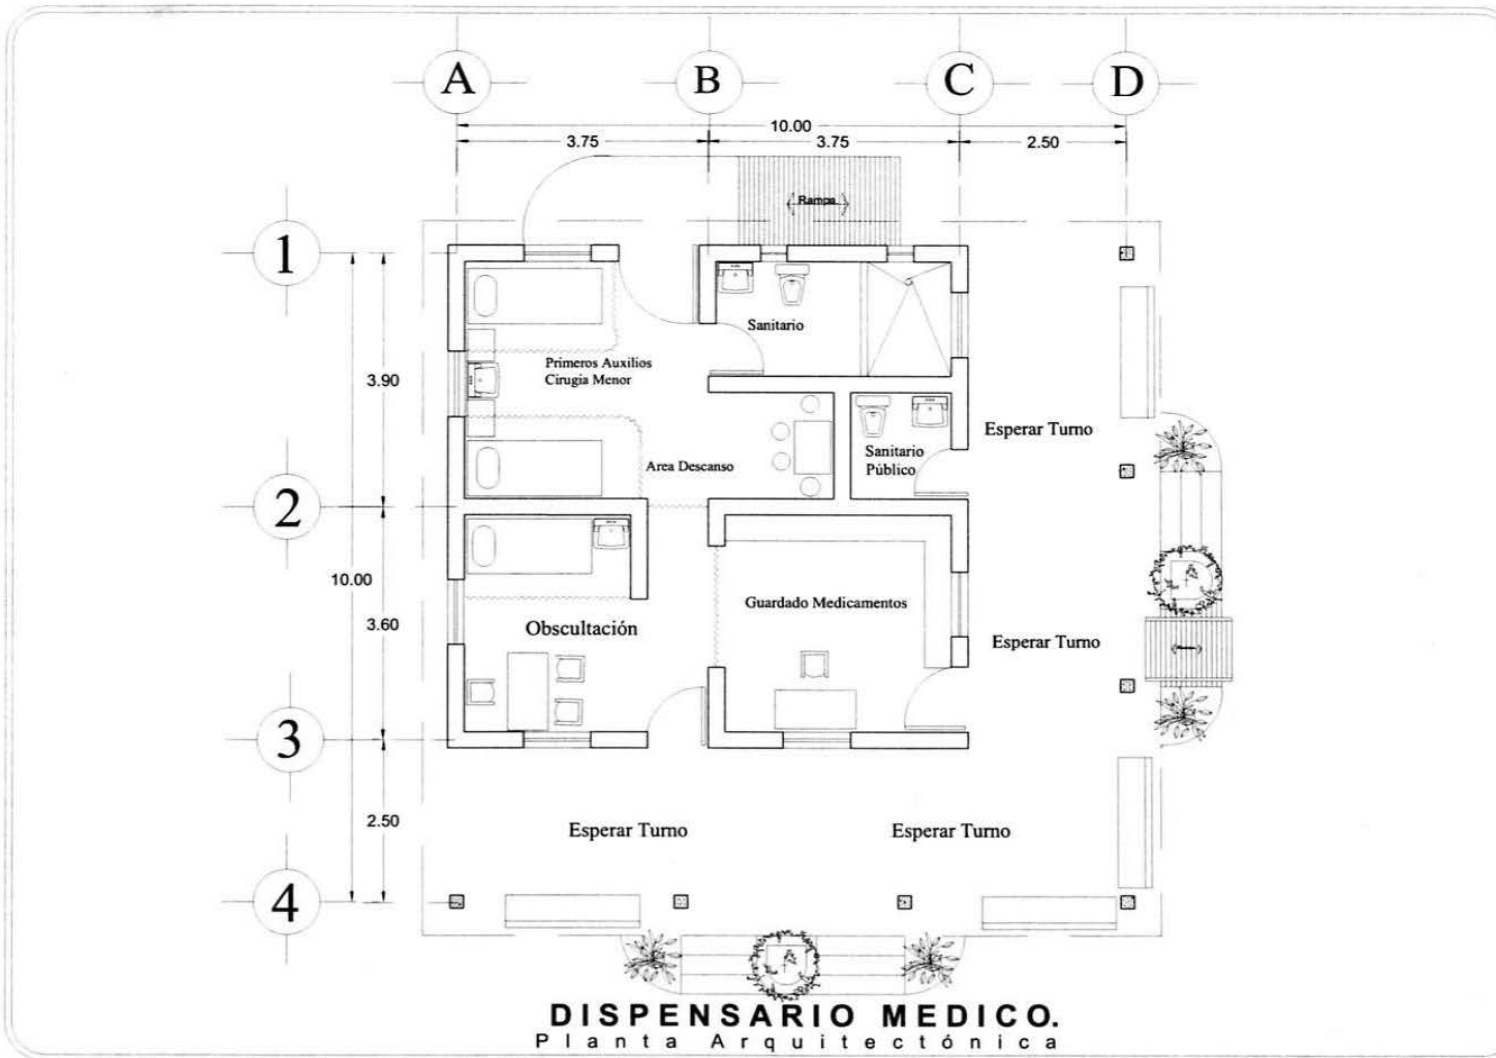 A
B
C
D
10.00
3.75
3.75
2.50
Rampa
1
Sanitario
Primeros Auxilios
Cirugia Menor
3.90
Esperar Turno
Sanitario
Público
Area Descanso
2
10.00
Guardado Medicamentos
3.60
Obscultación
Esperar Turno
3
2.50
Esperar Turno
Esperar Turno
4
DISPENSARIO MEDICO.
Planta Arquitectónica